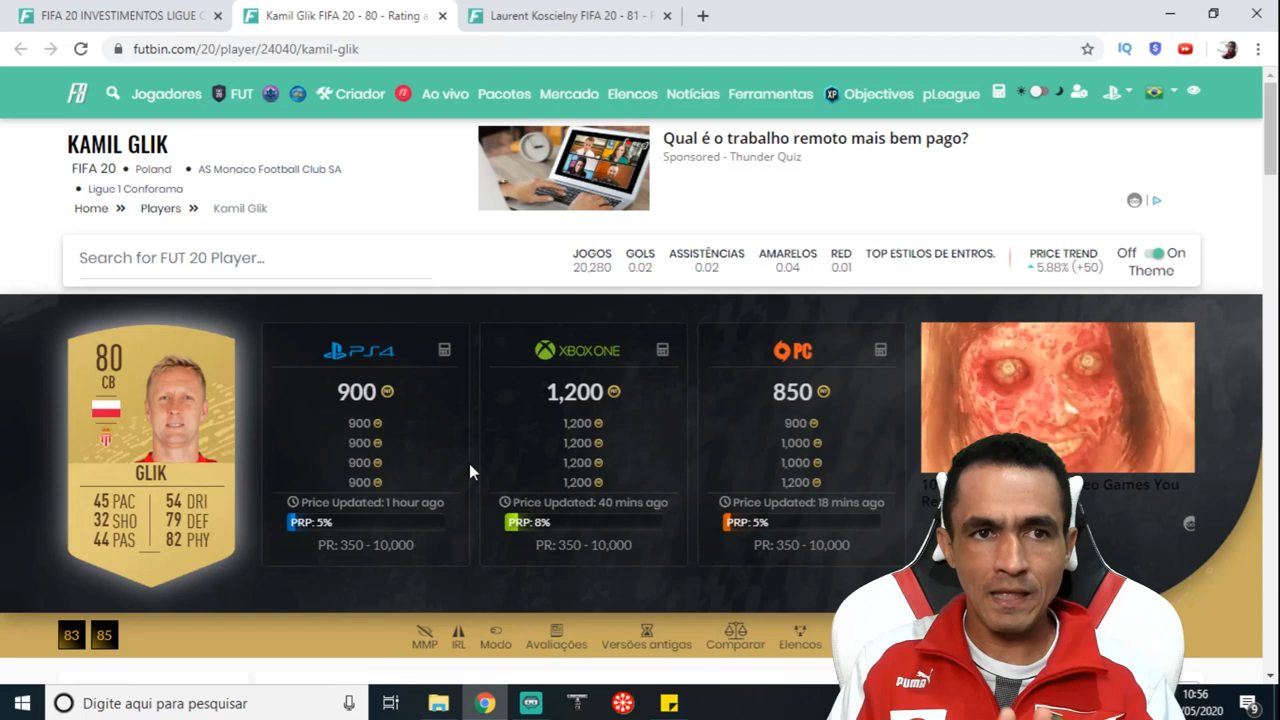 FIFA 20 INVESTIMENTOS LIGUE
Kamil Glik FIFA 20 - 80 - Rating
Laurent Koscielny FIFA 20 - 81 -
futbin.com/20/player/24040/kamil-glik
Jogadores FUT Criador Ao vivo Pacotes Mercado Elencos Notícias Ferramentas XP Objectives pLeague
KAMIL GLIK
FIFA 20 • Poland • AS Monaco Football Club SA
• Ligue 1 Conforama
Home » Players » Kamil Glik
Qual é o trabalho remoto mais bem pago?
Sponsored - Thunder Quiz
Search for FUT 20 Player...
JOGOS GOLS ASSISTÊNCIAS AMARELOS RED TOP ESTILOS DE ENTROS. PRICE TREND Off On
20,280 0.02 0.02 0.04 0.01 5.88% (+50) Theme
80
CB
GLIK
45 PAC 54 DRI
32 SHO 79 DEF
44 PAS 82 PHY
PS4
900
900
900
900
900
Price Updated: 1 hour ago
PRP: 5%
PR: 350 - 10,000
XBOX ONE
1,200
1,200
1,200
1,200
1,200
Price Updated: 40 mins ago
PRP: 8%
PR: 350 - 10,000
PC
850
900
1,000
1,000
1,200
Price Updated: 18 mins ago
PRP: 5%
PR: 350 - 10,000
Games You
83 85
MMP IRL Modo Avaliações Versões antigas Comparar Elencos
PUMA
Digite aqui para pesquisar
10:56
/05/2020
9